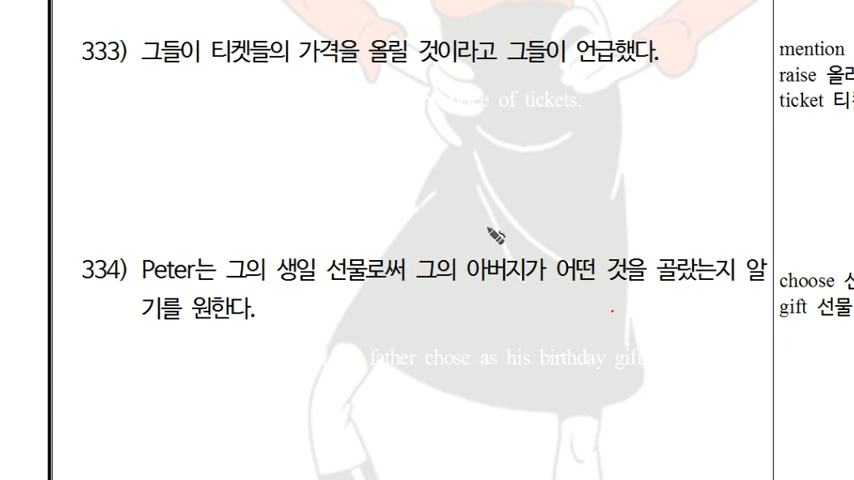 333) 그들이 티켓들의 가격을 올릴 것이라고 그들이 언급했다.
mention
raise 올
ticket 티
of tickets.
334) Peter는 그의 생일 선물로써 그의 아버지가 어떤 것을 골랐는지 알
기를 원한다.
choose
gift 선물
father chose as his birthday gift